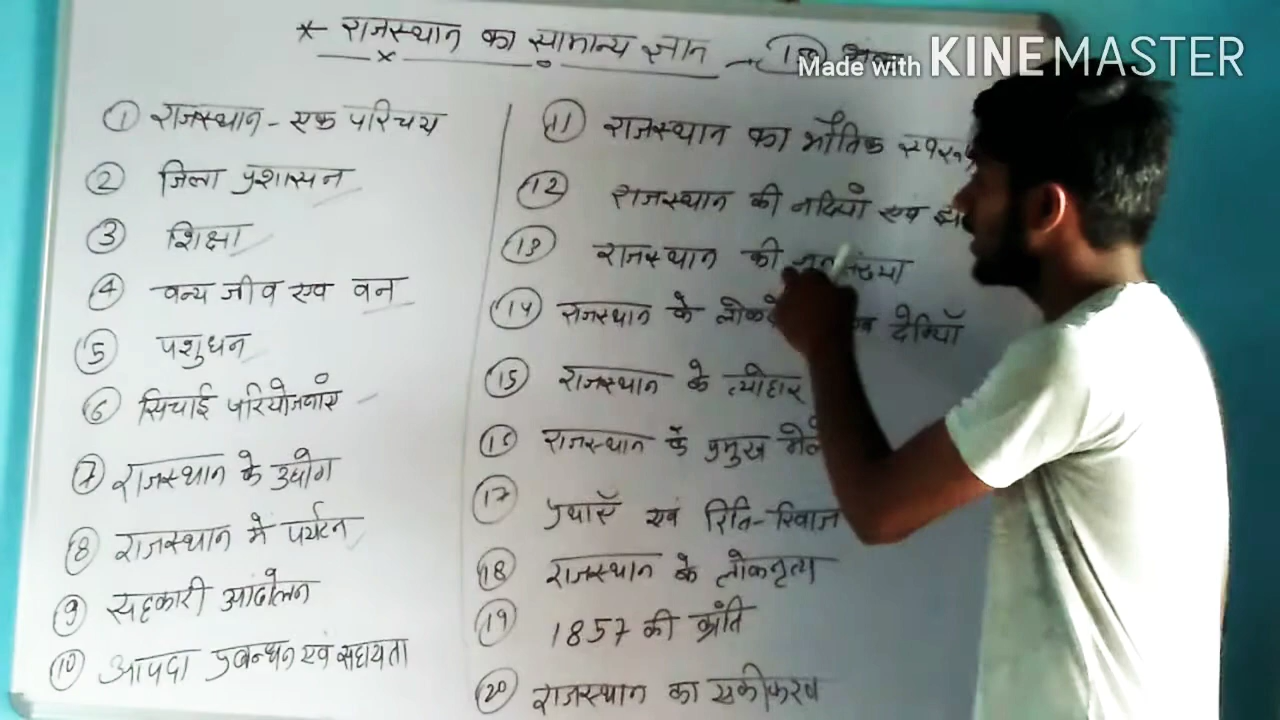 * राजस्थान का सामान्य ज्ञान
Made with KINEMASTER
① राजस्थान - एक परिचय
② जिला प्रशासन
③ शिक्षा
④ वन्य जीव एव वन
⑤ पशुधन
⑥ सिचाई परियोजनांए
⑦ राजस्थान के उधोग
⑧ राजस्थान मे पर्यटन
⑨ सहकारी आंदोलन
⑩ आपदा प्रबन्धन एवं सहायता
⑪ राजस्थान का भौतिक
⑫ राजस्थान की नदियाँ एव
⑬ राजस्थान की
⑭ राजस्थान के देवियाँ
⑮ राजस्थान के त्योहार
⑯ राजस्थान के प्रमुख मेले
⑰ प्रथाएँ एवं रिति-रिवाज
⑱ राजस्थान के लोकनृत्य
⑲ 1857 की क्रांति
⑳ राजस्थान का एकीकरण